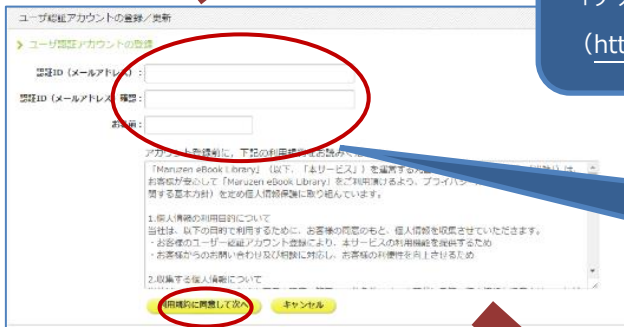 ユーザ認証アカウントの登録／更新
ユーザ認証アカウントの登録
認証ID（メールアドレス）：
認証ID（メールアドレス 確認：
お名前：
アカウント登録前に、下記の利用規約をお読みく
「Maruzen eBook Library」（以下、「本サービス」）を運営する
お客様が安心して「Maruzen eBook Library」をご利用頂けるよう、プライバシー
関する基本方針）を定め個人情報保護に取り組んでいます。
1.個人情報の利用目的について
当社は、以下の目的で利用するために、お客様の同意のもと、個人情報を収集させていただきます。
・お客様のユーザー認証アカウント登録により、本サービスの利用機能を提供するため
・お客様からのお問い合わせ及び相談に対応し、お客様の利便性を向上させるため
2.収集する個人情報について
利用規約に同意して次へ
キャンセル
（htt